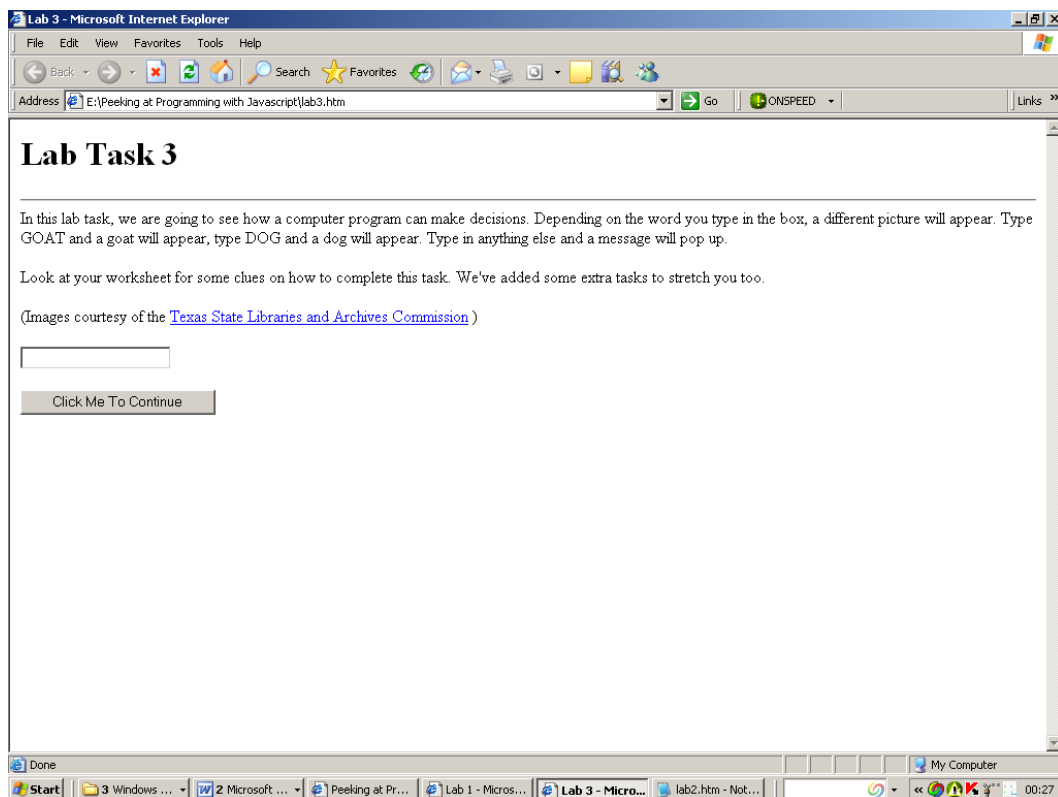 Lab 3 - Microsoft Internet Explorer
File Edit View Favorites Tools Help
Back Search Favorites
Address E:\Peeking at Programming with Javascript\lab3.htm Go ONSPEED Links »
Lab Task 3
In this lab task, we are going to see how a computer program can make decisions. Depending on the word you type in the box, a different picture will appear. Type
GOAT and a goat will appear, type DOG and a dog will appear. Type in anything else and a message will pop up.
Look at your worksheet for some clues on how to complete this task. We've added some extra tasks to stretch you too.
(Images courtesy of the Texas State Libraries and Archives Commission )
Click Me To Continue
Done My Computer
Start 3 Windows ... 2 Microsoft ... Peeking at Pr... Lab 1 - Micros... Lab 3 - Micro... lab2.htm - Not... « 00:27